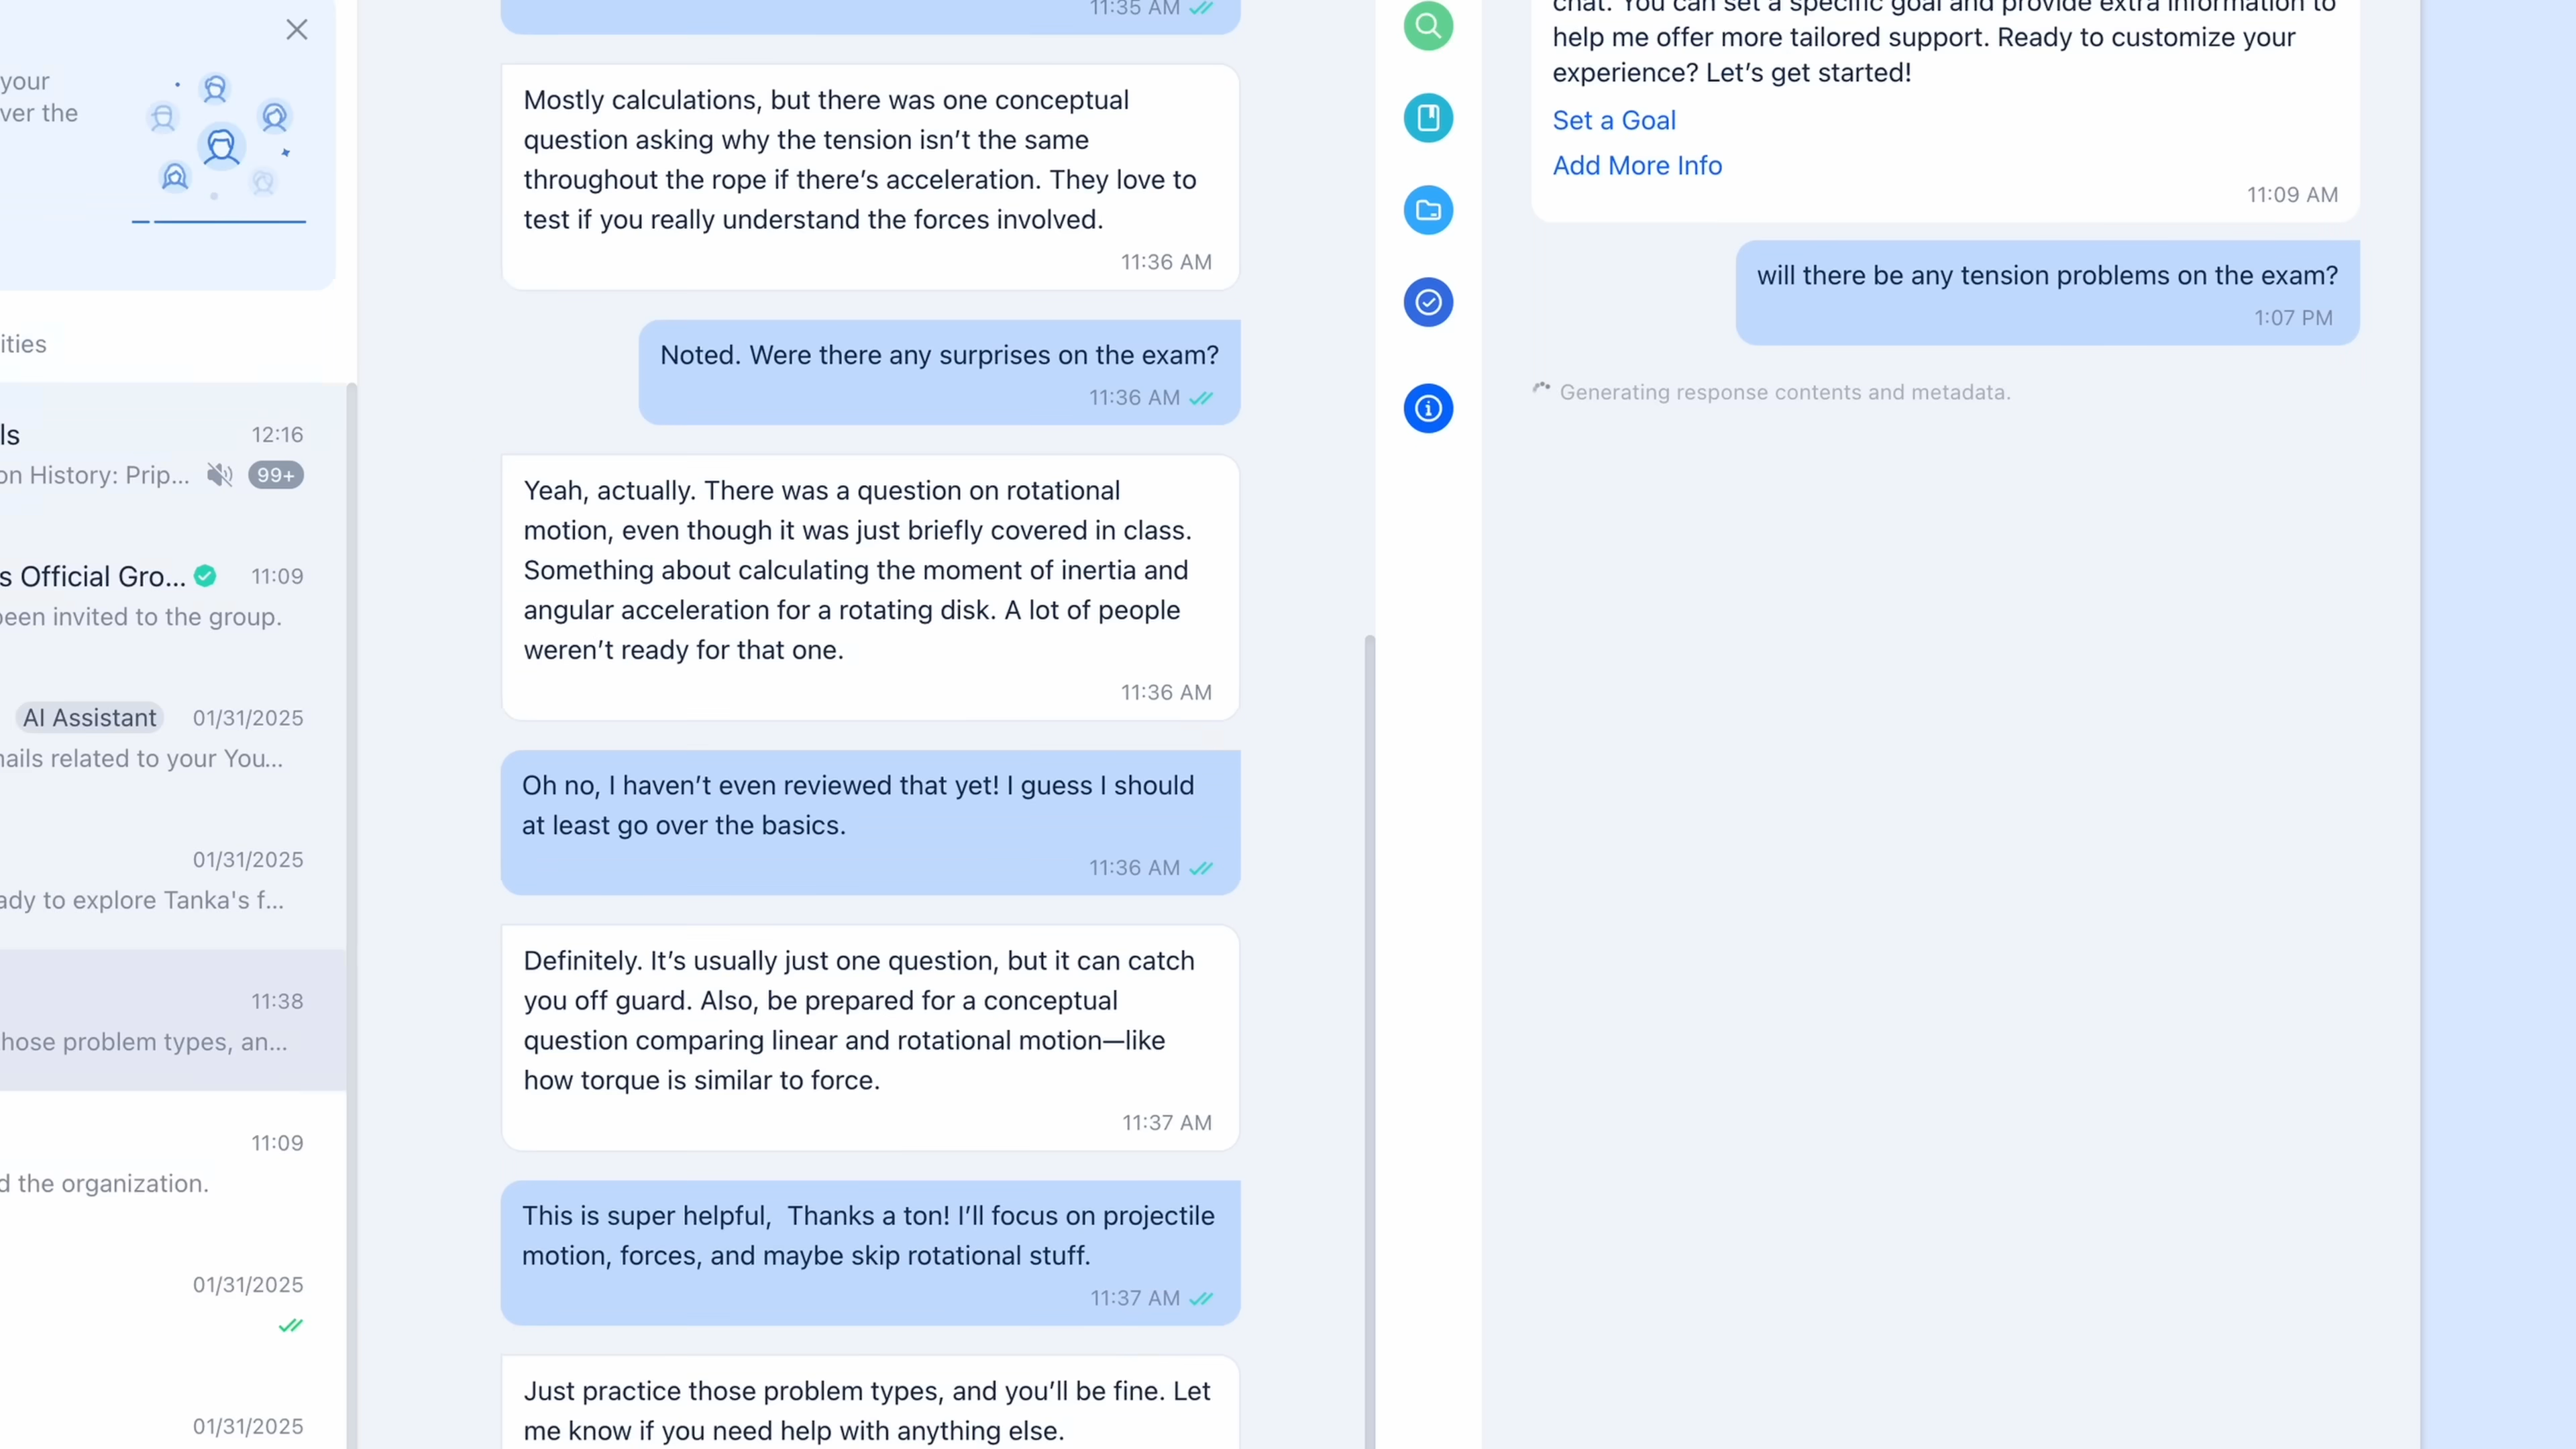 your
ver the
ities
ls
12:16
on History: Prip...
99+
s Official Gro...
11:09
been invited to the group.
AI Assistant
01/31/2025
nails related to your You...
01/31/2025
ady to explore Tanka's f...
11:38
hose problem types, an...
11:09
d the organization.
01/31/2025
01/31/2025
11:35 AM
Mostly calculations, but there was one conceptual
question asking why the tension isn’t the same
throughout the rope if there’s acceleration. They love to
test if you really understand the forces involved.
11:36 AM
Noted. Were there any surprises on the exam?
11:36 AM
Yeah, actually. There was a question on rotational
motion, even though it was just briefly covered in class.
Something about calculating the moment of inertia and
angular acceleration for a rotating disk. A lot of people
weren’t ready for that one.
11:36 AM
Oh no, I haven’t even reviewed that yet! I guess I should
at least go over the basics.
11:36 AM
Definitely. It’s usually just one question, but it can catch
you off guard. Also, be prepared for a conceptual
question comparing linear and rotational motion—like
how torque is similar to force.
11:37 AM
This is super helpful,  Thanks a ton! I’ll focus on projectile
motion, forces, and maybe skip rotational stuff.
11:37 AM
Just practice those problem types, and you’ll be fine. Let
me know if you need help with anything else.
chat. You can set a specific goal and provide extra information to
help me offer more tailored support. Ready to customize your
experience? Let’s get started!
Set a Goal
Add More Info
11:09 AM
will there be any tension problems on the exam?
1:07 PM
Generating response contents and metadata.